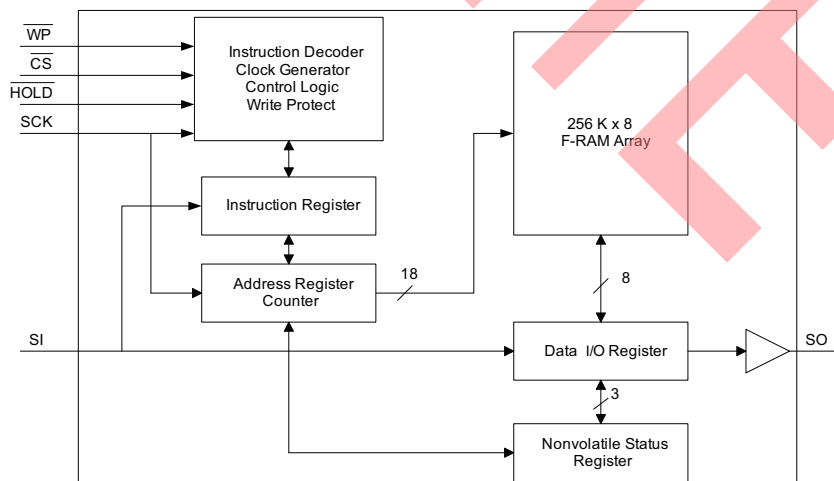 WP
CS
HOLD
SCK
Instruction Decoder
Clock Generator
Control Logic
Write Protect
256 K x 8
F-RAM Array
Instruction Register
Address Register
Counter
18
8
SI
Data I/O Register
SO
3
Nonvolatile Status
Register